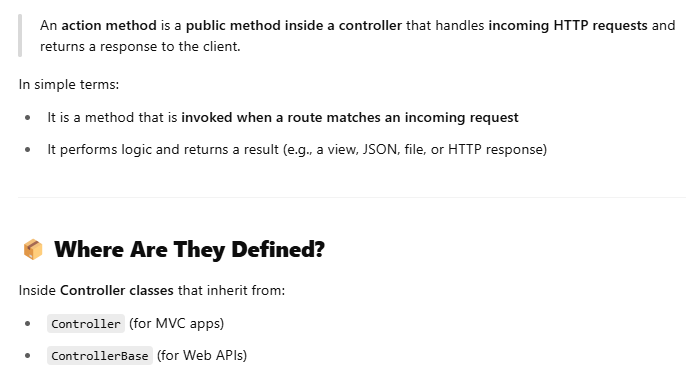 An action method is a public method inside a controller that handles incoming HTTP requests and
returns a response to the client.
In simple terms:
• It is a method that is invoked when a route matches an incoming request
• It performs logic and returns a result (e.g., a view, JSON, file, or HTTP response)
📦 Where Are They Defined?
Inside Controller classes that inherit from:
• Controller (for MVC apps)
• ControllerBase (for Web APIs)